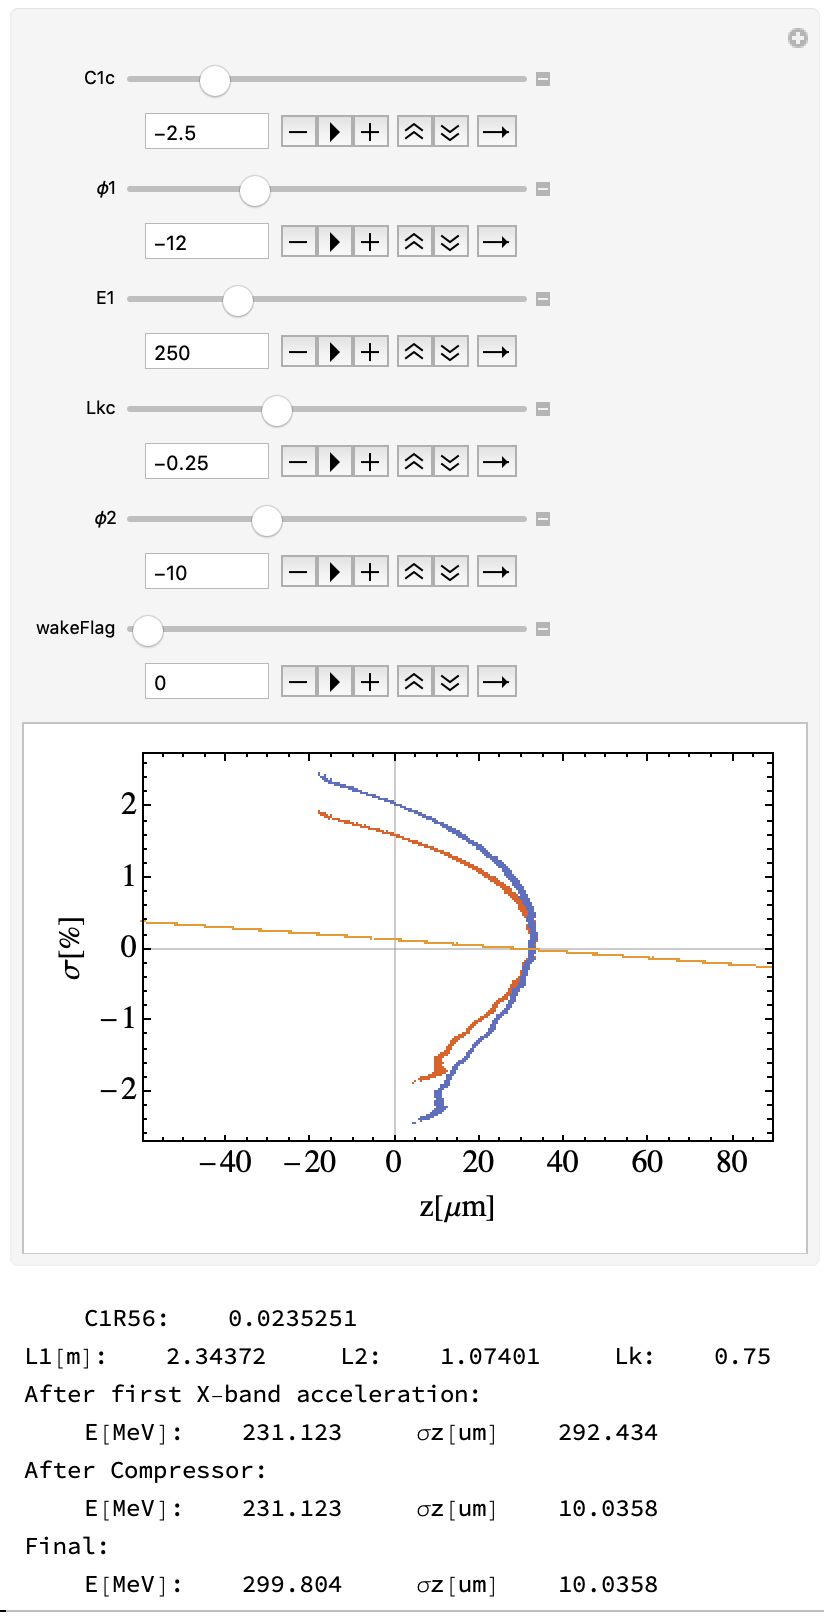 C1c
−2.5
ϕ1
−12
E1
250
Lkc
−0.25
ϕ2
−10
wakeFlag
0
2
1
0
−1
−2
σ[%]
−40 −20 0 20 40 60 80
z[μm]
C1R56: 0.0235251
L1[m]: 2.34372 L2: 1.07401 Lk: 0.75
After first X−band acceleration:
E[MeV]: 231.123 σz[um] 292.434
After Compressor:
E[MeV]: 231.123 σz[um] 10.0358
Final:
E[MeV]: 299.804 σz[um] 10.0358